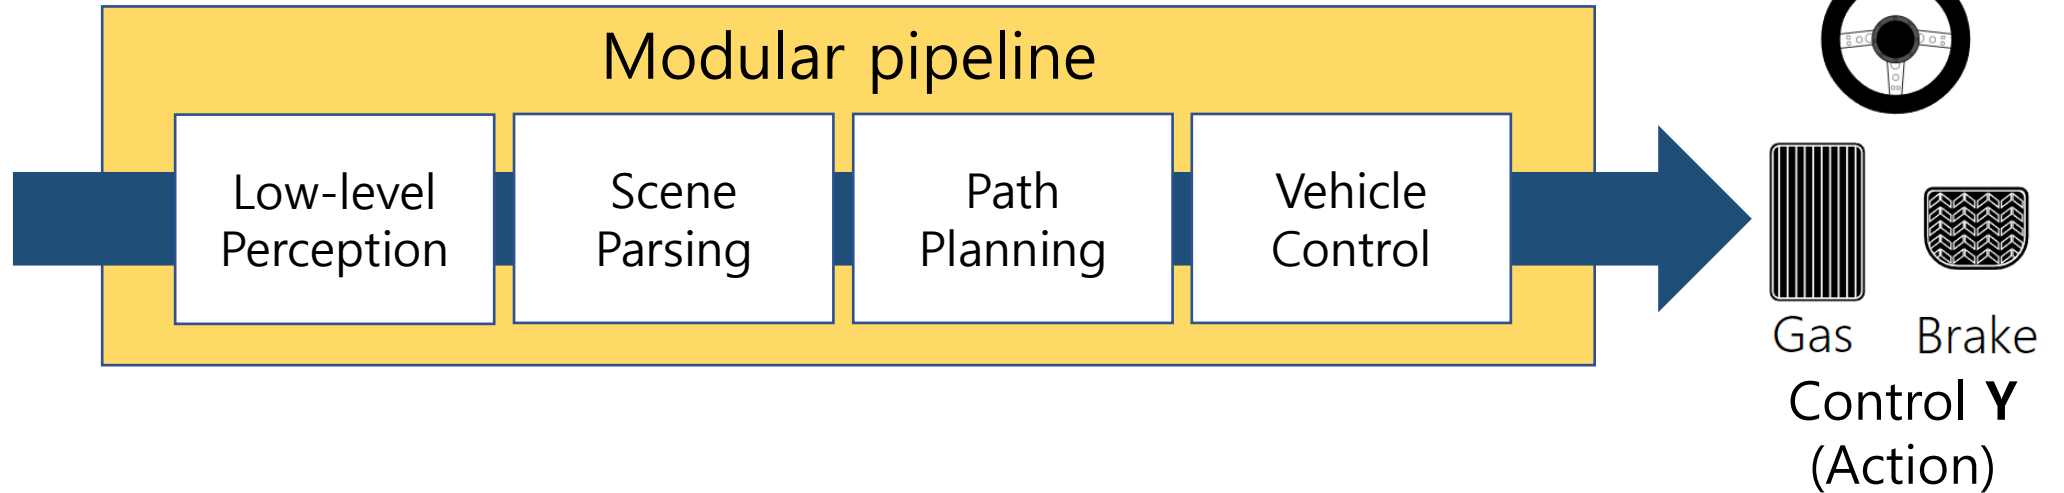 Modular pipeline
Low-level
Perception
Scene
Parsing
Path
Planning
Vehicle
Control
Gas
Brake
Control Y
(Action)